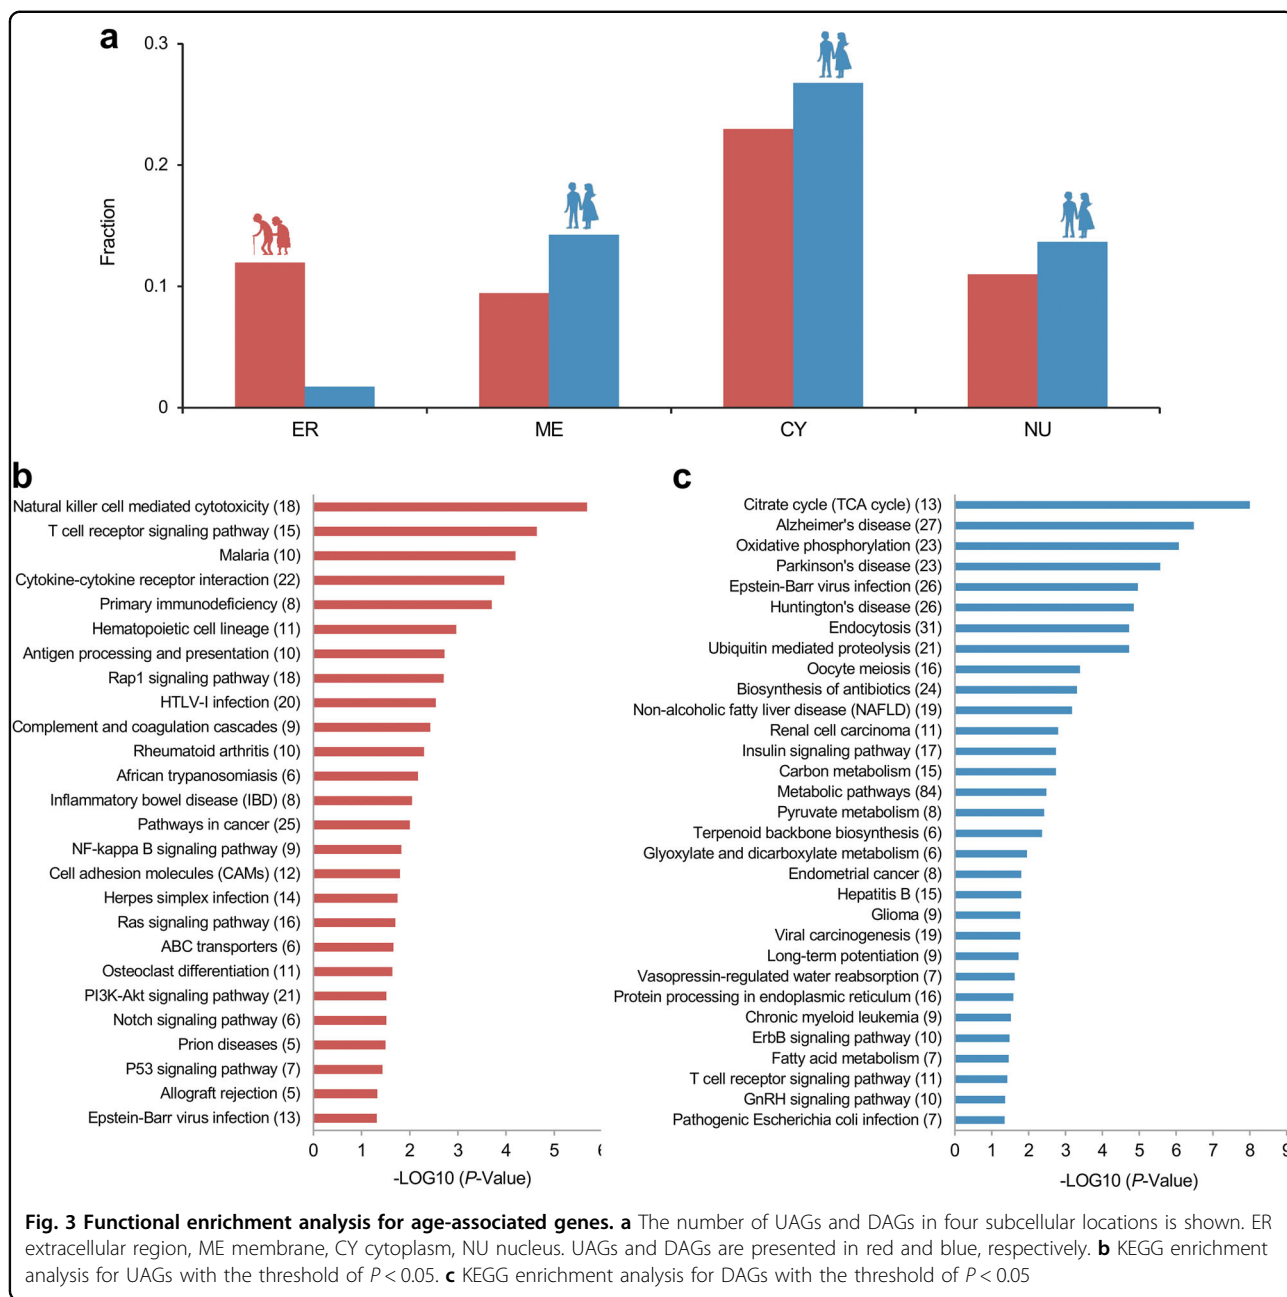 a
0.3
0.2
0.1
0
Fraction
ER
ME
CY
NU
b
Natural killer cell mediated cytotoxicity (18)
T cell receptor signaling pathway (15)
Malaria (10)
Cytokine-cytokine receptor interaction (22)
Primary immunodeficiency (8)
Hematopoietic cell lineage (11)
Antigen processing and presentation (10)
Rap1 signaling pathway (18)
HTLV-I infection (20)
Complement and coagulation cascades (9)
Rheumatoid arthritis (10)
African trypanosomiasis (6)
Inflammatory bowel disease (IBD) (8)
Pathways in cancer (25)
NF-kappa B signaling pathway (9)
Cell adhesion molecules (CAMs) (12)
Herpes simplex infection (14)
Ras signaling pathway (16)
ABC transporters (6)
Osteoclast differentiation (11)
PI3K-Akt signaling pathway (21)
Notch signaling pathway (6)
Prion diseases (5)
P53 signaling pathway (7)
Allograft rejection (5)
Epstein-Barr virus infection (13)
0 1 2 3 4 5 6
-LOG10 (P-Value)
c
Citrate cycle (TCA cycle) (13)
Alzheimer's disease (27)
Oxidative phosphorylation (23)
Parkinson's disease (23)
Epstein-Barr virus infection (26)
Huntington's disease (26)
Endocytosis (31)
Ubiquitin mediated proteolysis (21)
Oocyte meiosis (16)
Biosynthesis of antibiotics (24)
Non-alcoholic fatty liver disease (NAFLD) (19)
Renal cell carcinoma (11)
Insulin signaling pathway (17)
Carbon metabolism (15)
Metabolic pathways (84)
Pyruvate metabolism (8)
Terpenoid backbone biosynthesis (6)
Glyoxylate and dicarboxylate metabolism (6)
Endometrial cancer (8)
Hepatitis B (15)
Glioma (9)
Viral carcinogenesis (19)
Long-term potentiation (9)
Vasopressin-regulated water reabsorption (7)
Protein processing in endoplasmic reticulum (16)
Chronic myeloid leukemia (9)
ErbB signaling pathway (10)
Fatty acid metabolism (7)
T cell receptor signaling pathway (11)
GnRH signaling pathway (10)
Pathogenic Escherichia coli infection (7)
0 1 2 3 4 5 6 7 8 9
-LOG10 (P-Value)
Fig. 3 Functional enrichment analysis for age-associated genes. a The number of UAGs and DAGs in four subcellular locations is shown. ER
extracellular region, ME membrane, CY cytoplasm, NU nucleus. UAGs and DAGs are presented in red and blue, respectively. b KEGG enrichment
analysis for UAGs with the threshold of P < 0.05. c KEGG enrichment analysis for DAGs with the threshold of P < 0.05